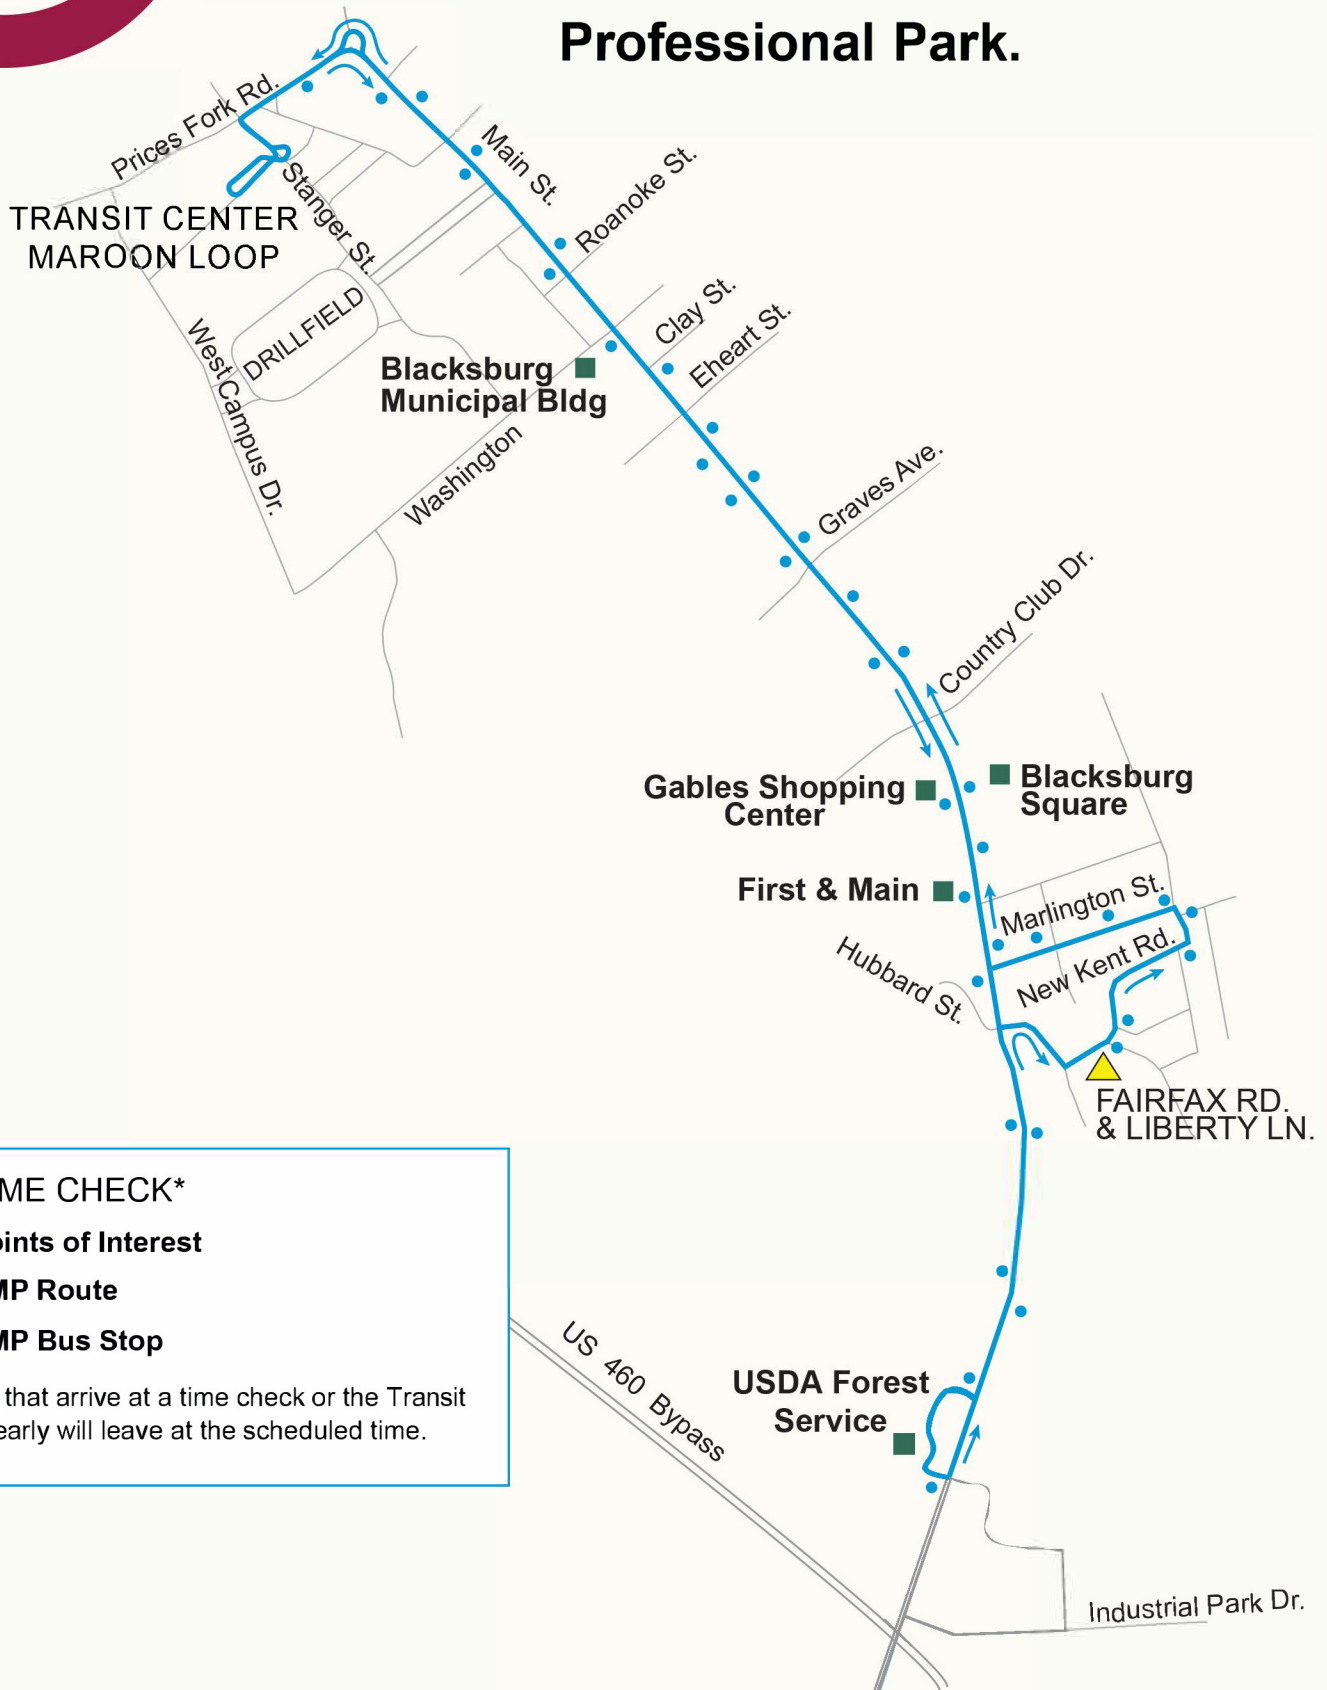 Professional Park.
Prices Fork Rd.
Main St.
Roanoke St.
Stanger St.
TRANSIT CENTER
MAROON LOOP
DRILLFIELD
West Campus Dr.
Clay St.
Eheart St.
Blacksburg
Municipal Bldg
Washington
Graves Ave.
Country Club Dr.
Gables Shopping
Center
Blacksburg
Square
First & Main
Marlington St.
Hubbard St.
New Kent Rd.
FAIRFAX RD.
& LIBERTY LN.
ME CHECK*
oints of Interest
MP Route
MP Bus Stop
that arrive at a time check or the Transit
early will leave at the scheduled time.
US 460 Bypass
USDA Forest
Service
Industrial Park Dr.